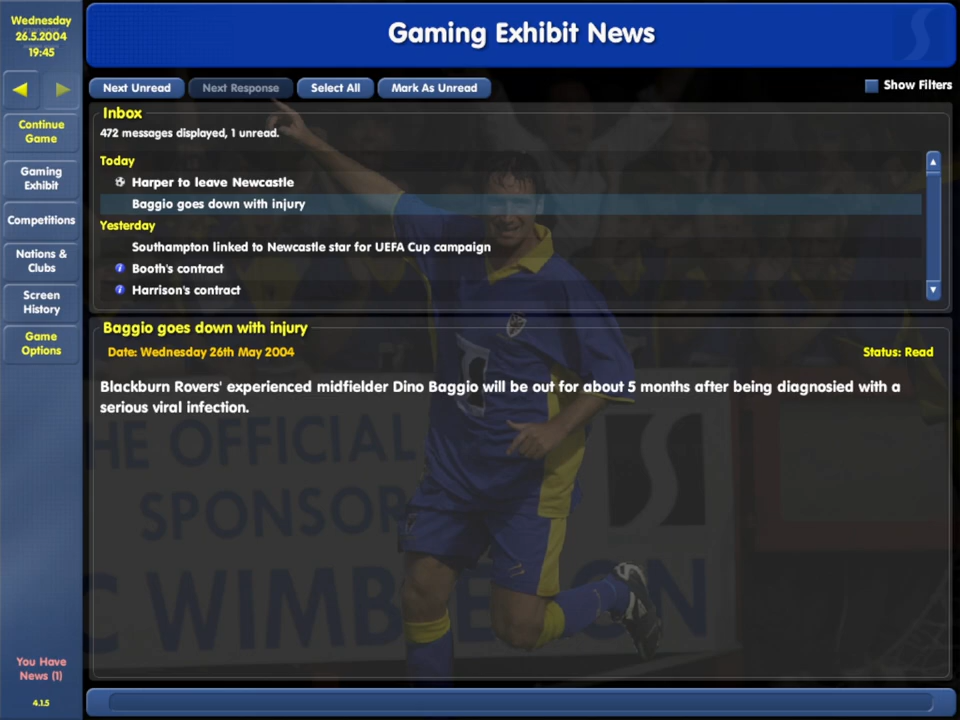 Wednesday
26.5.2004
19:45
Gaming Exhibit News
Next Unread
Next Response
Select All
Mark As Unread
Show Filters
Continue
Game
Gaming
Exhibit
Competitions
Nations &
Clubs
Screen
History
Game
Options
Inbox
472 messages displayed, 1 unread.
Today
Harper to leave Newcastle
Baggio goes down with injury
Yesterday
Southampton linked to Newcastle star for UEFA Cup campaign
Booth's contract
Harrison's contract
Baggio goes down with injury
Date: Wednesday 26th May 2004
Status: Read
Blackburn Rovers' experienced midfielder Dino Baggio will be out for about 5 months after being diagnosied with a
serious viral infection.
HE OFFICIAL
SPONSOR
C WIMBLEDON
You Have
News (1)
4.1.5